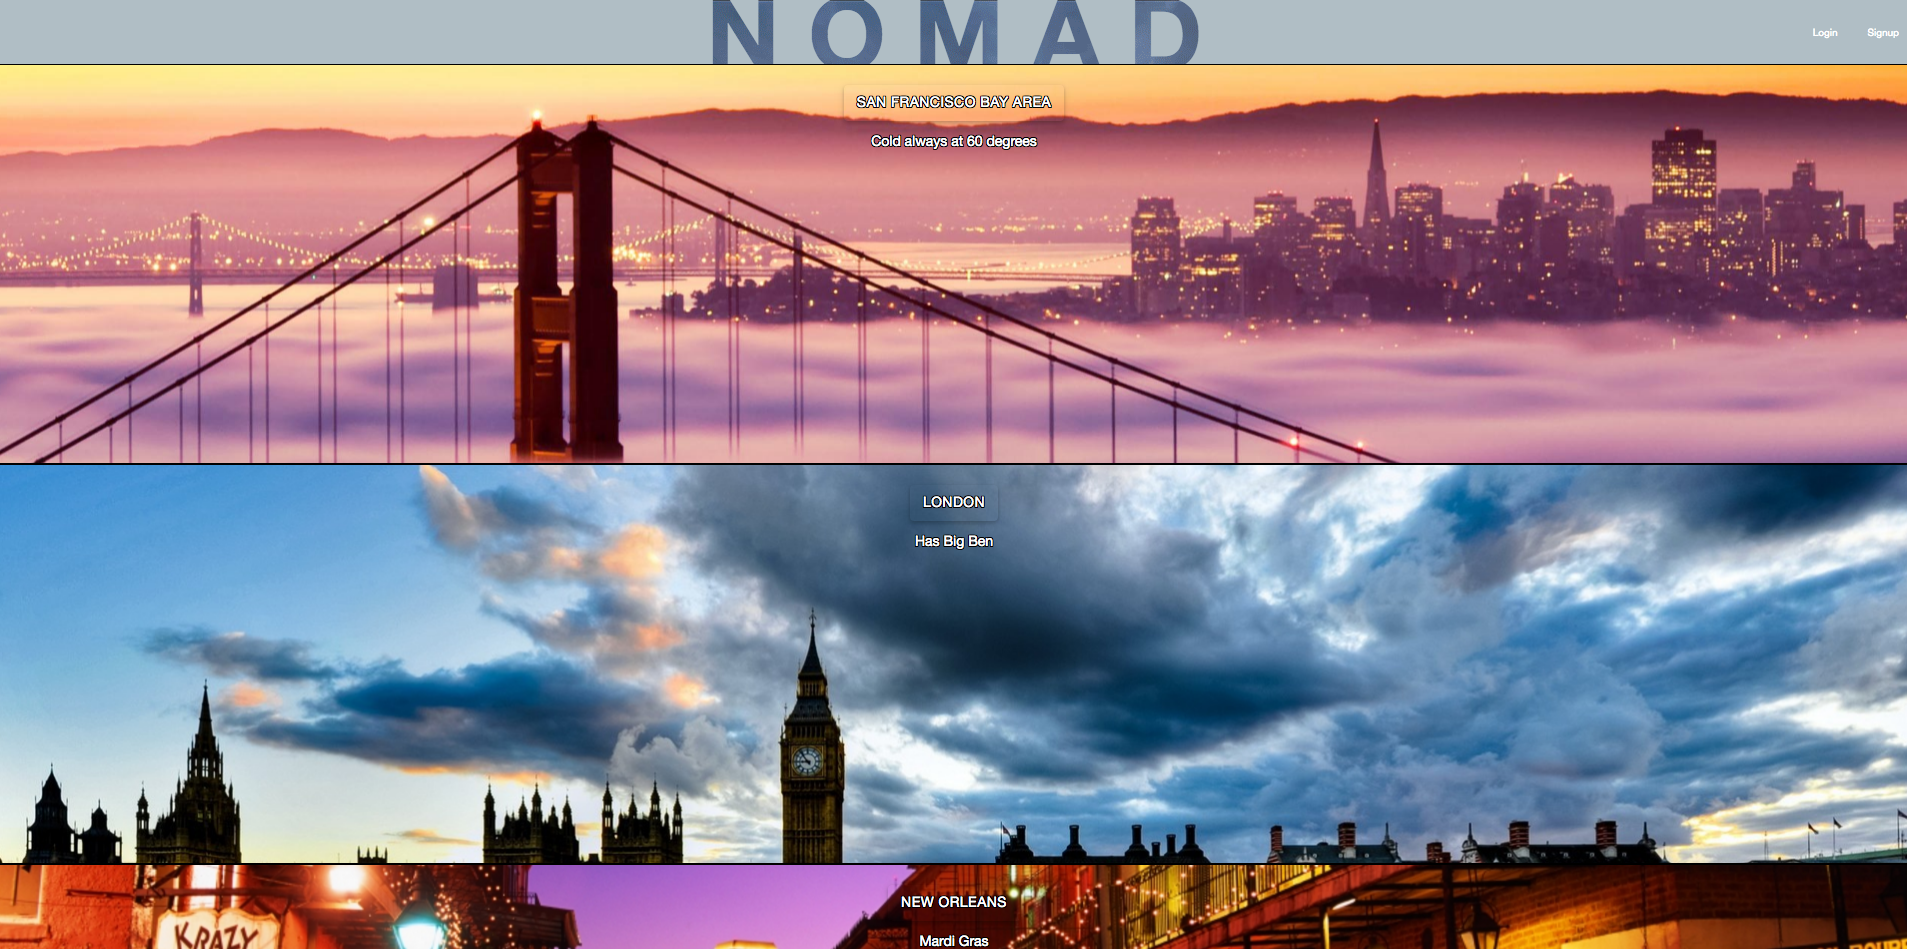 NOMAD
Login
Signup
SAN FRANCISCO BAY AREA
Cold always at 60 degrees
LONDON
Has Big Ben
NEW ORLEANS
KRAZY
Mardi Gras